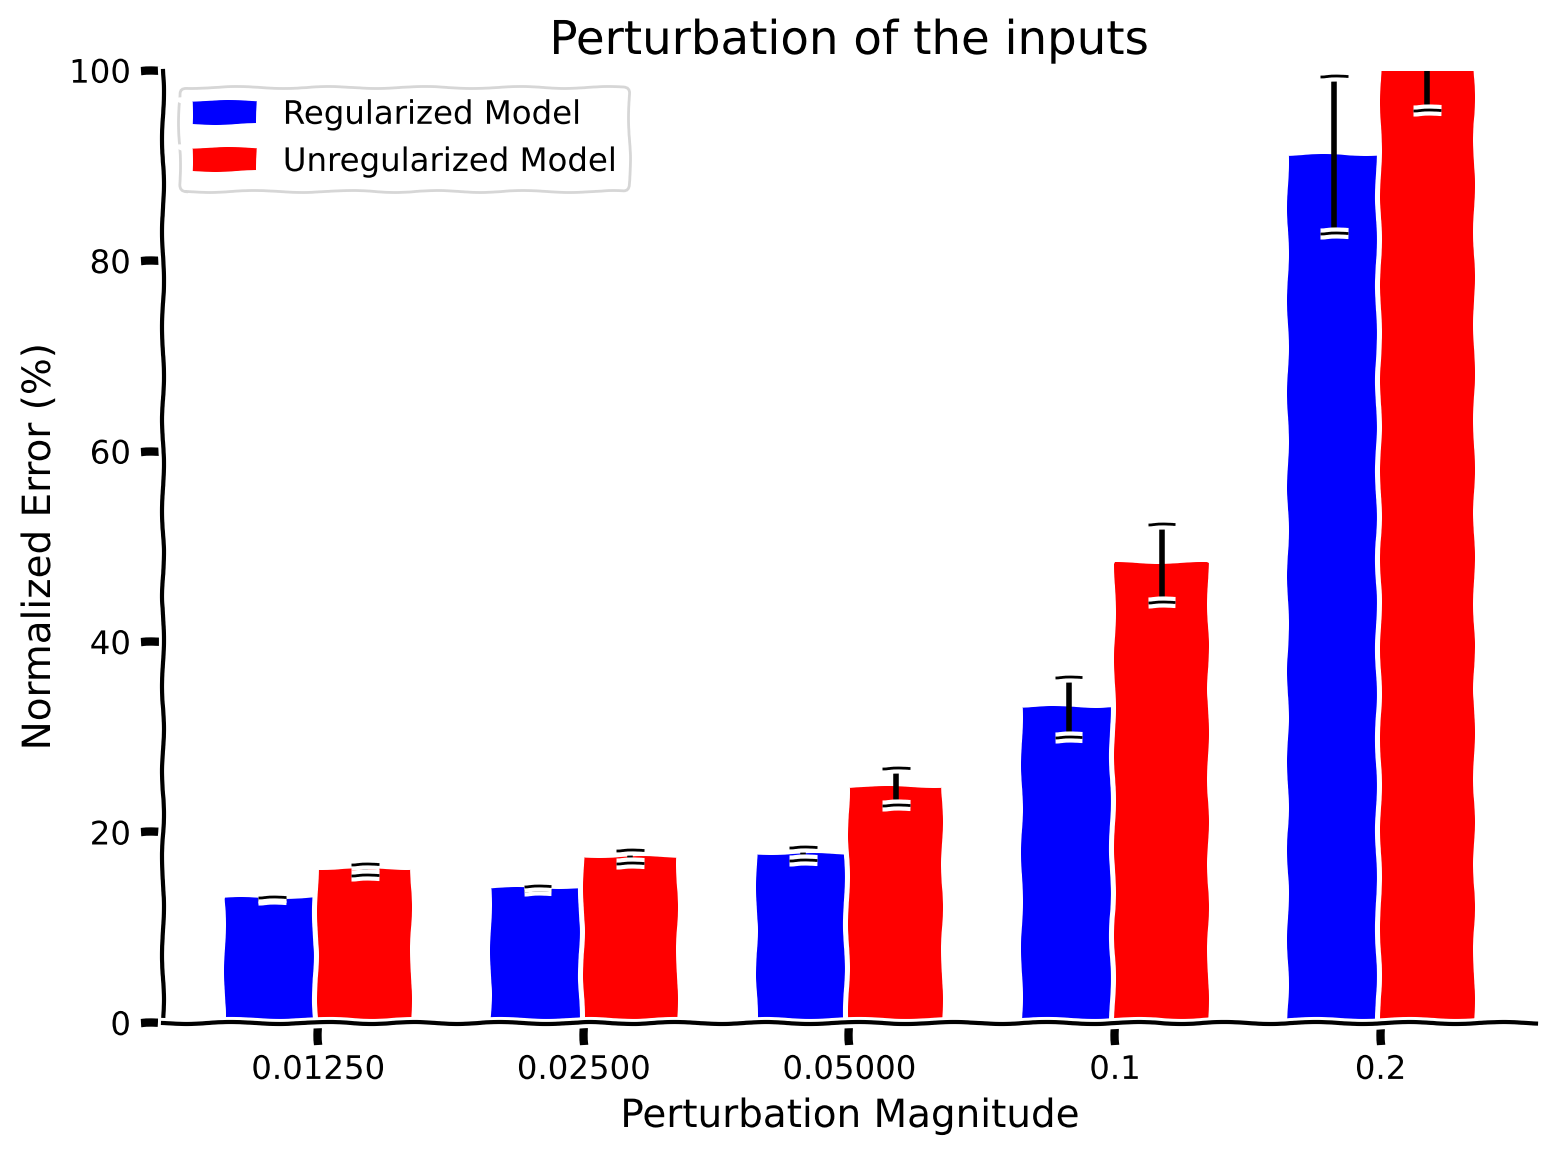 Perturbation of the inputs
Regularized Model
Unregularized Model
Normalized Error (%)
100
80
60
40
20
0
0.01250 0.02500 0.05000 0.1 0.2
Perturbation Magnitude